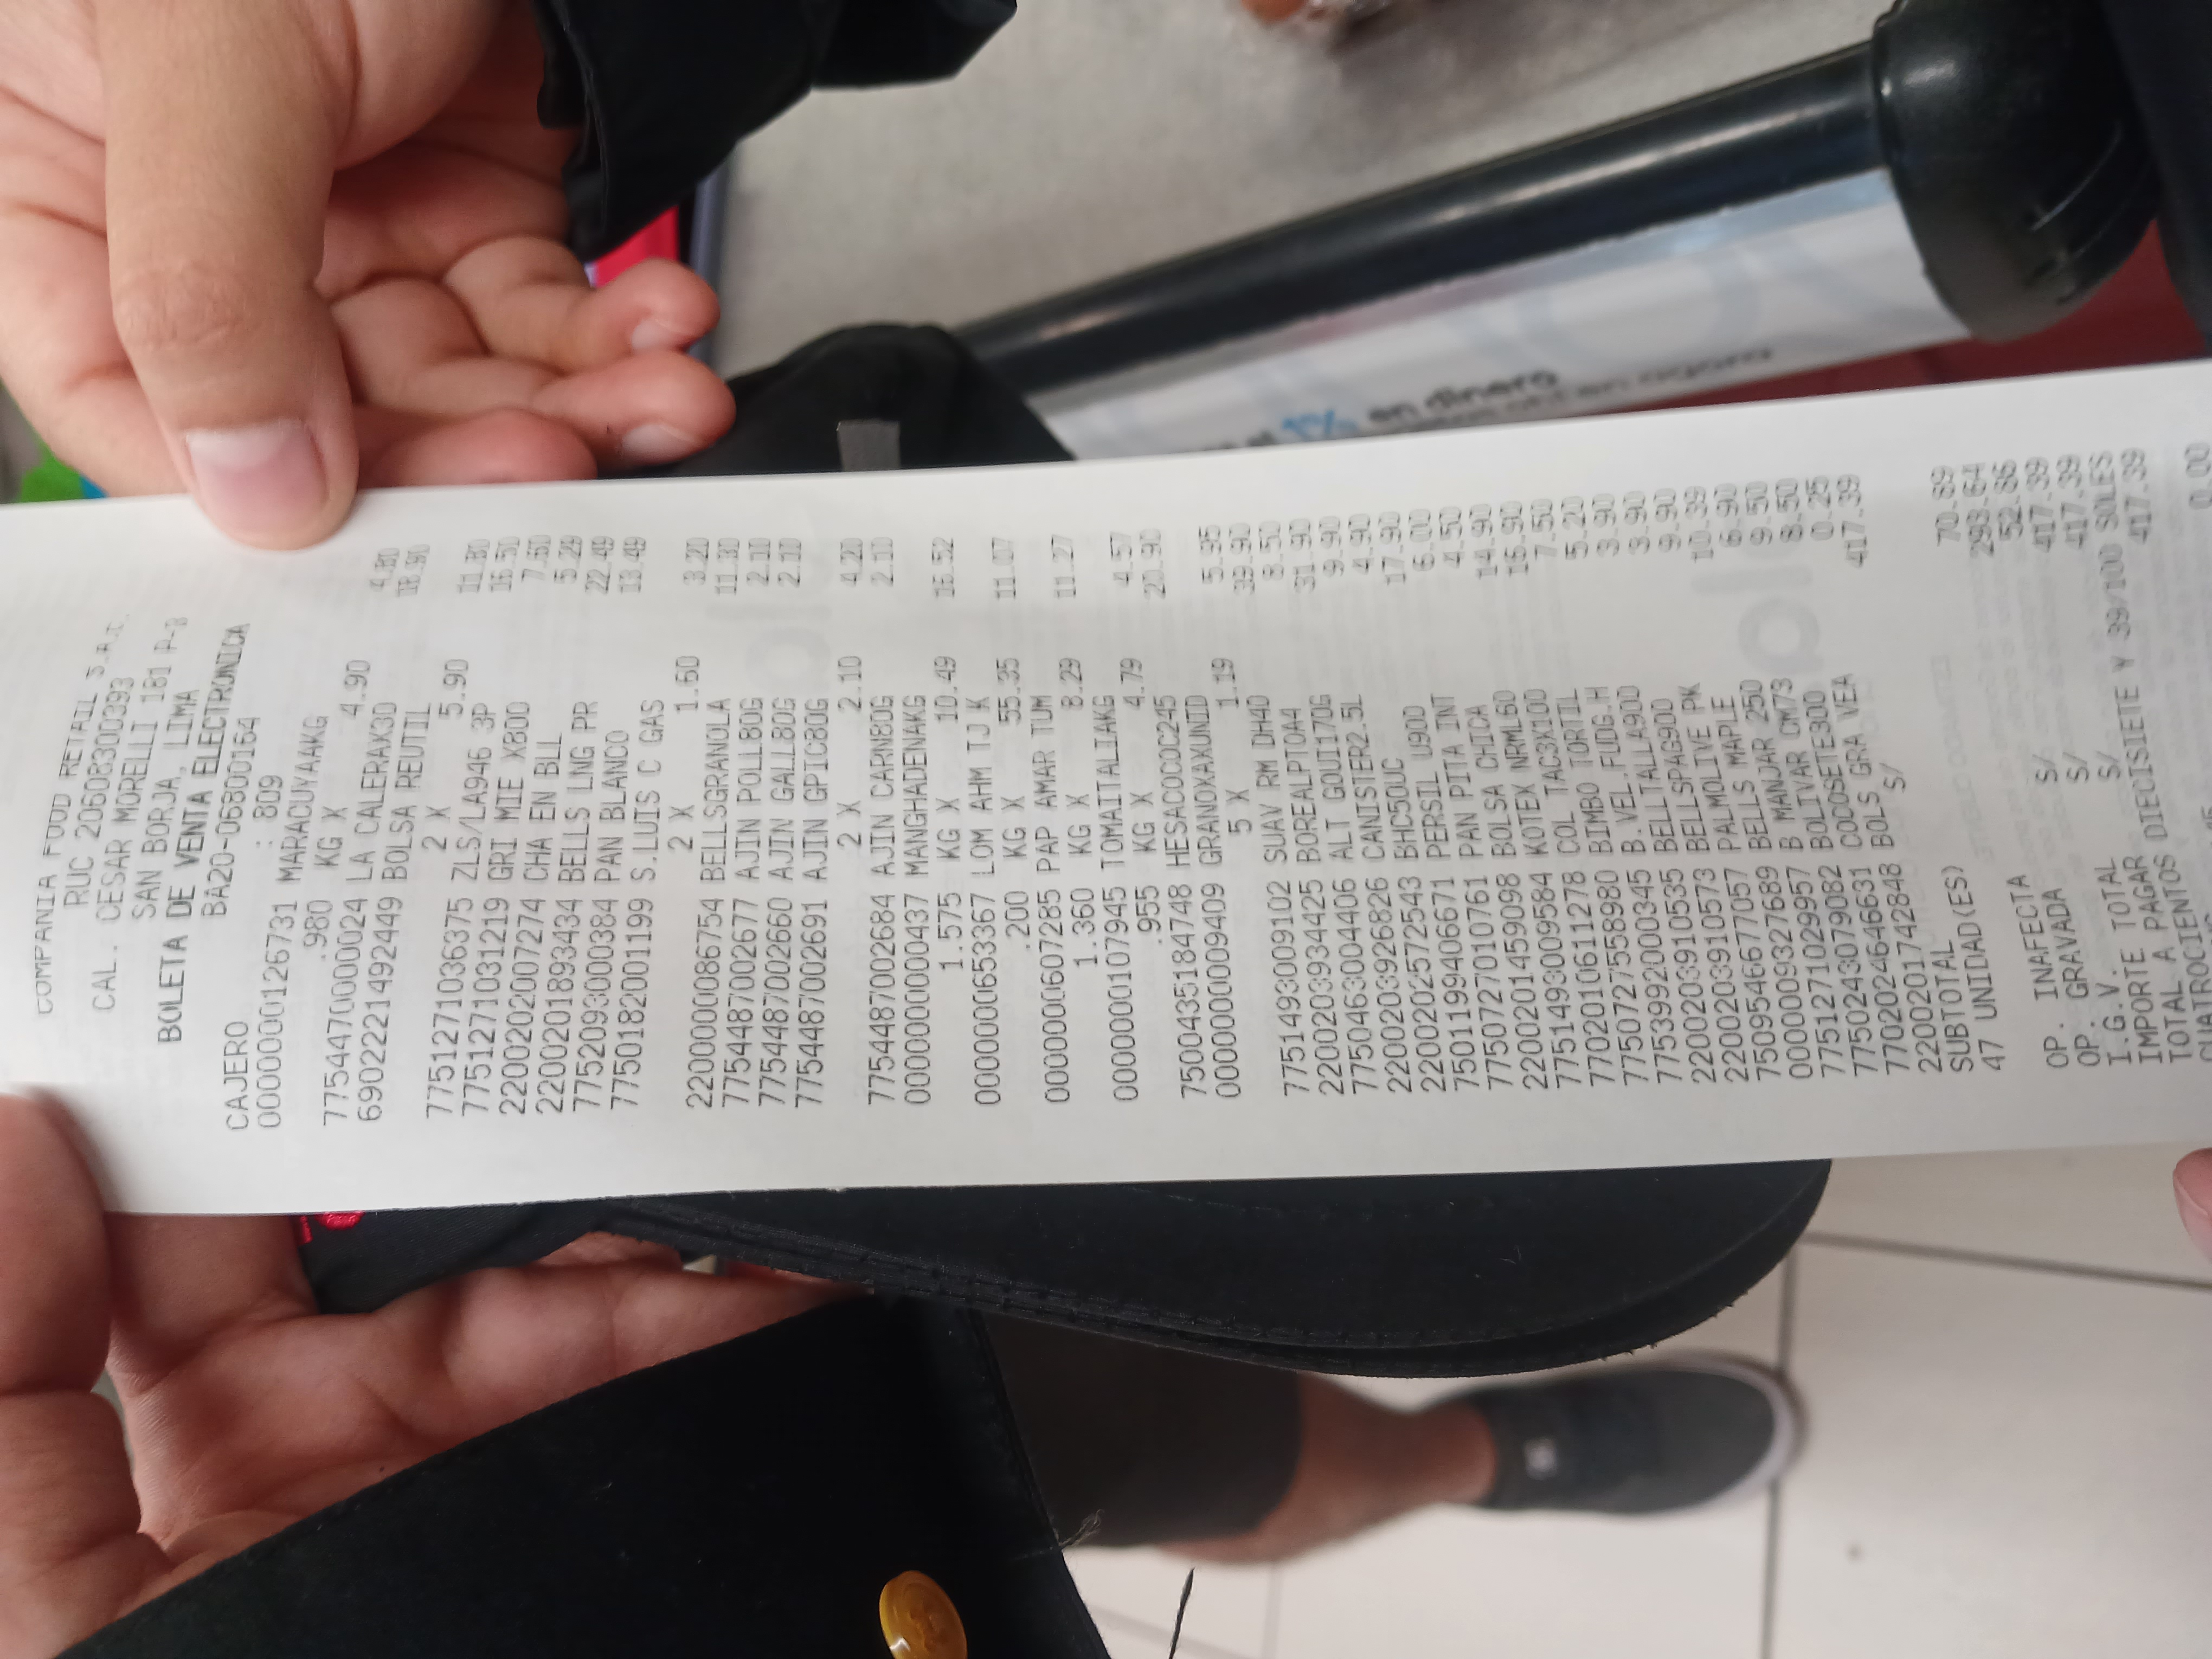 COMPANIA FOOD RETAIL S.A.C.
RUC 20608300393
CAL. CESAR MORELLI 181 P-3
SAN BORJA, LIMA
BOLETA DE VENTA ELECTRONICA
BA20-06800164
CAJERO : 809
0000000126731 MARACUYAAKG
.980 KG X 4.90 4.80
7754470000024 LA CALERAX30 18.90
6902221492449 BOLSA REUTIL
2 X 5.90 11.80
7751271036375 ZLS/LA946 3P 16.50
7751271031219 GRI MIE X800 7.60
2200202007274 CHA EN BLL 5.29
2200201893434 BELLS LNG PR 22.49
7752093000384 PAN BLANCO 13.49
7750182001199 S.LUIS C GAS
2 X 1.60 3.20
2200000086754 BELLSGRANOLA 11.30
7754487002677 AJIN POLL80G 2.10
7754487002660 AJIN GALL80G 2.10
7754487002691 AJIN GPIC80G
2 X 2.10 4.20
7754487002684 AJIN CARN80G 2.10
0000000000437 MANGHADENAKG
1.575 KG X 10.49 16.52
0000000653367 LOM AHM TJ K
.200 KG X 55.35 11.07
0000000607285 PAP AMAR TUM
1.360 KG X 8.29 11.27
0000000107945 TOMAITALIAKG
.955 KG X 4.79 4.57
7500435184748 HESACOCOC245 20.90
0000000009409 GRANOXAXUNID
5 X 1.19 5.95
7751493009102 SUAV RM DH40 39.90
2200203934425 BOREALPTOA4 8.50
7750463004406 ALT GOUI170G 31.90
2200203926826 CANISTER2.5L 9.90
2200202572543 BHC50UC 4.90
7501199406671 PERSIL U900 17.90
7750727010761 PAN PITA INT 6.00
2200201459098 BOLSA CHICA 4.50
7751493009584 KOTEX NRML60 14.90
7702010611278 COL TAC3X100 16.90
7750727558980 BIMBO TORTIL 7.50
7753992000345 B.VEL.FUDG.H 5.20
2200203910535 BELLTALLA900 3.90
2200203910573 BELLSPAG900 3.90
7509546677057 PALMOLIVE PK 9.90
0000009327689 BELLS MAPLE 10.39
7751271029957 B MANJAR 250 6.90
7750243079082 BOLIVAR CM73 9.50
7702024646631 COCOSETE300 8.50
2200201742848 BOLS GRA VEA 0.25
SUBTOTAL S/ 417.39
47 UNIDAD(ES)
OP. INAFECTA 70.89
OP. GRAVADA S/ 293.64
I.G.V. S/ 52.86
IMPORTE TOTAL S/ 417.39
TOTAL A PAGAR 417.39
CUATROCIENTOS DIECISIETE Y 39/100 SOLES
417.39
0.00
en dinero